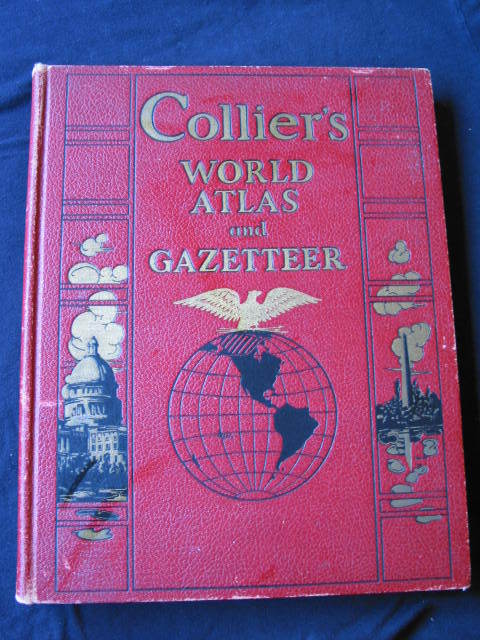 Collier's
WORLD
ATLAS
and
GAZETTEER